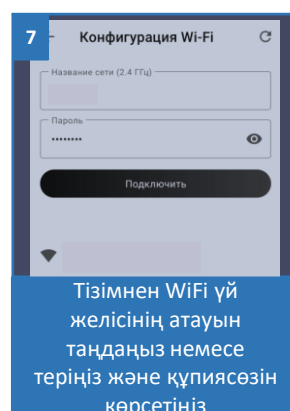 7
Конфигурация Wi-Fi
Название сети (2.4 ГГц)
Пароль
••••••••
Подключить
Тізімнен WiFi үй
желісінің атауын
таңдаңыз немесе
теріңіз және құпиясөзін
көрсетіңіз